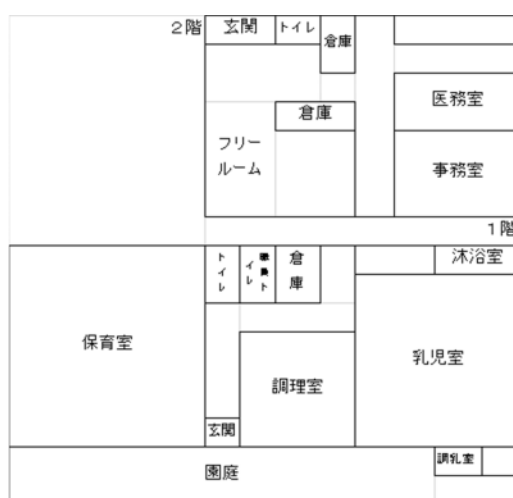 2階
玄関
トイレ
倉庫
医務室
倉庫
フリー
ルーム
事務室
1階
トイレ
職員トイレ
倉庫
沐浴室
保育室
乳児室
調理室
玄関
調乳室
園庭